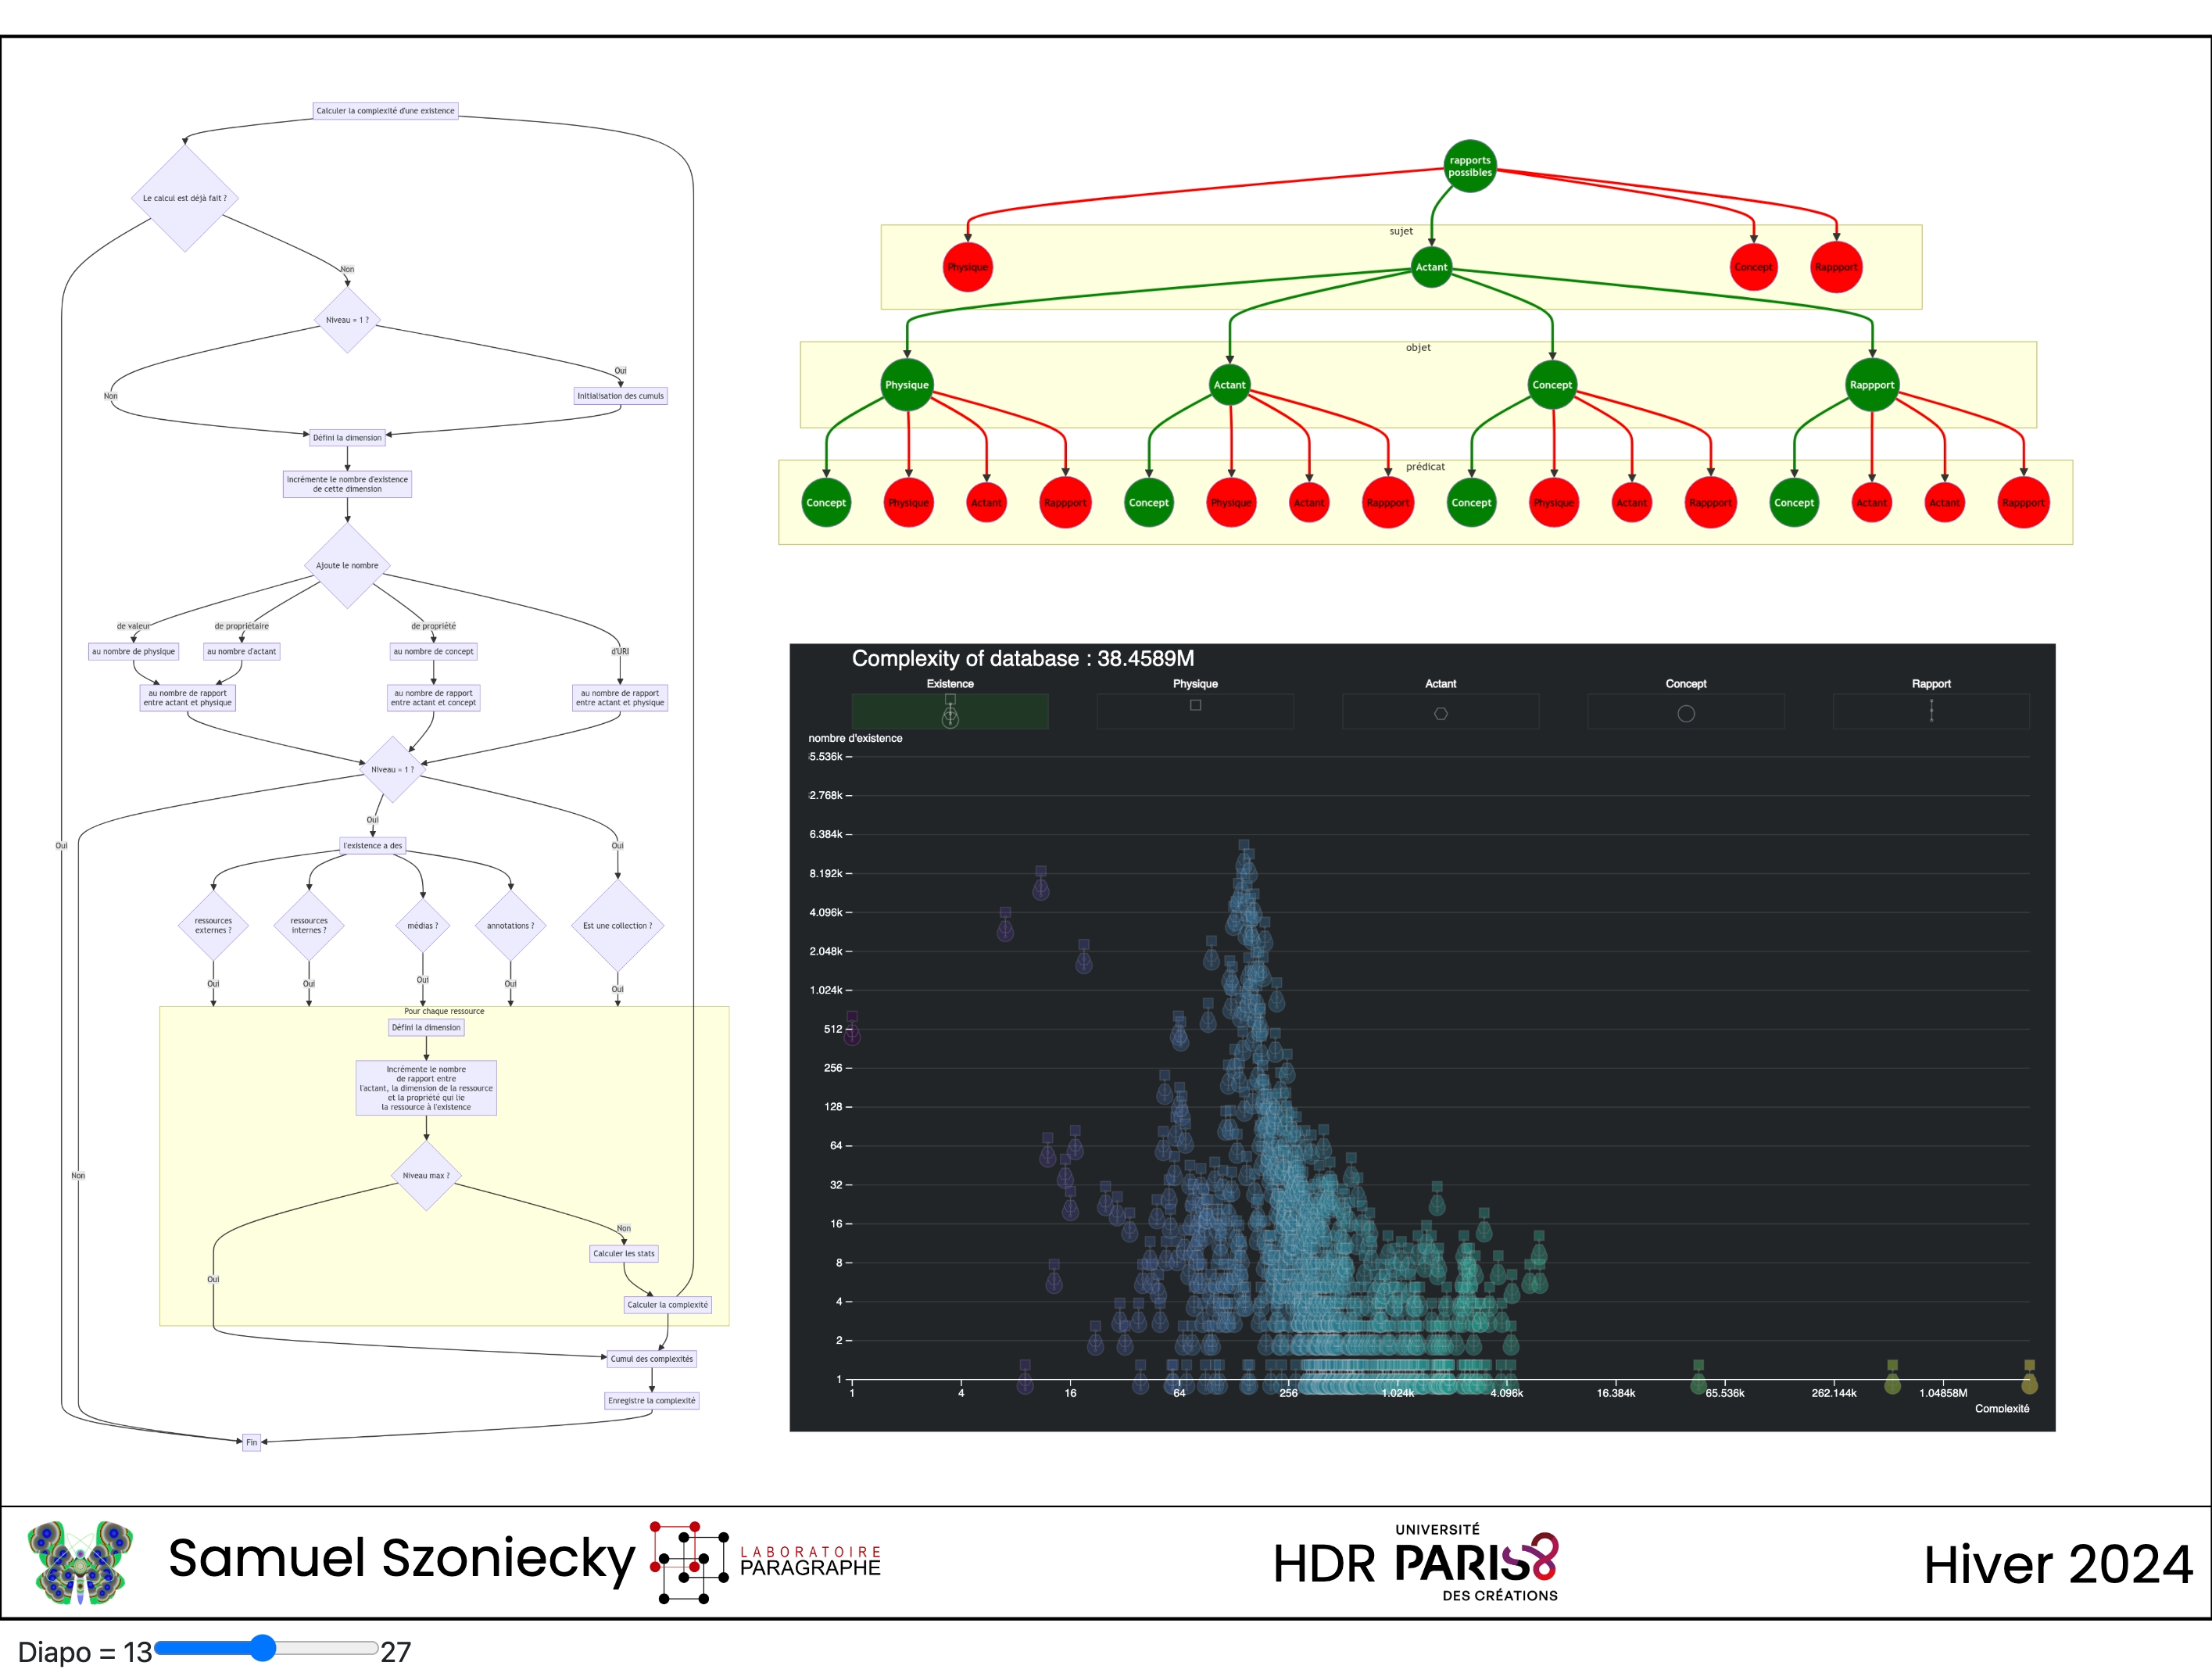 Calculer la complexité d'une existence
Le calcul est déjà fait ?
Non
Niveau = 1 ?
Oui
Non
Initialisation des cumuls
Défini la dimension
Incrémente le nombre d'existence
de cette dimension
Ajoute le nombre
de valeur
de propriétaire
de propriété
d'URI
au nombre de physique
au nombre d'actant
au nombre de concept
au nombre de rapport
entre actant et physique
au nombre de rapport
entre actant et concept
au nombre de rapport
entre actant et physique
Niveau = 1 ?
Oui
Oui
Oui
l'existence a des
ressources
externes ?
ressources
internes ?
médias ?
annotations ?
Est une collection ?
Oui
Oui
Oui
Oui
Oui
Pour chaque ressource
Défini la dimension
Incrémente le nombre
de rapport entre
l'actant, la dimension de la ressource
et la propriété qui lie
la ressource à l'existence
Non
Niveau max ?
Non
Calculer les stats
Oui
Calculer la complexité
Cumul des complexités
Enregistre la complexité
Fin
rapports
possibles
sujet
Physique
Actant
Concept
Rappport
objet
Physique
Actant
Concept
Rappport
prédicat
Concept
Physique
Actant
Rappport
Concept
Physique
Actant
Rappport
Concept
Physique
Actant
Rappport
Concept
Actant
Actant
Rappport
Complexity of database : 38.4589M
Existence
Physique
Actant
Concept
Rapport
nombre d'existence
5.536k
2.768k
6.384k
8.192k
4.096k
2.048k
1.024k
512
256
128
64
32
16
8
4
2
1
1 4 16 64 256 1.024k 4.096k 16.384k 65.536k 262.144k 1.04858M
Complexité
Samuel Szoniecky
LABORATOIRE
PARAGRAPHE
HDR
UNIVERSITÉ
PARIS8
DES CRÉATIONS
Hiver 2024
Diapo = 13 27